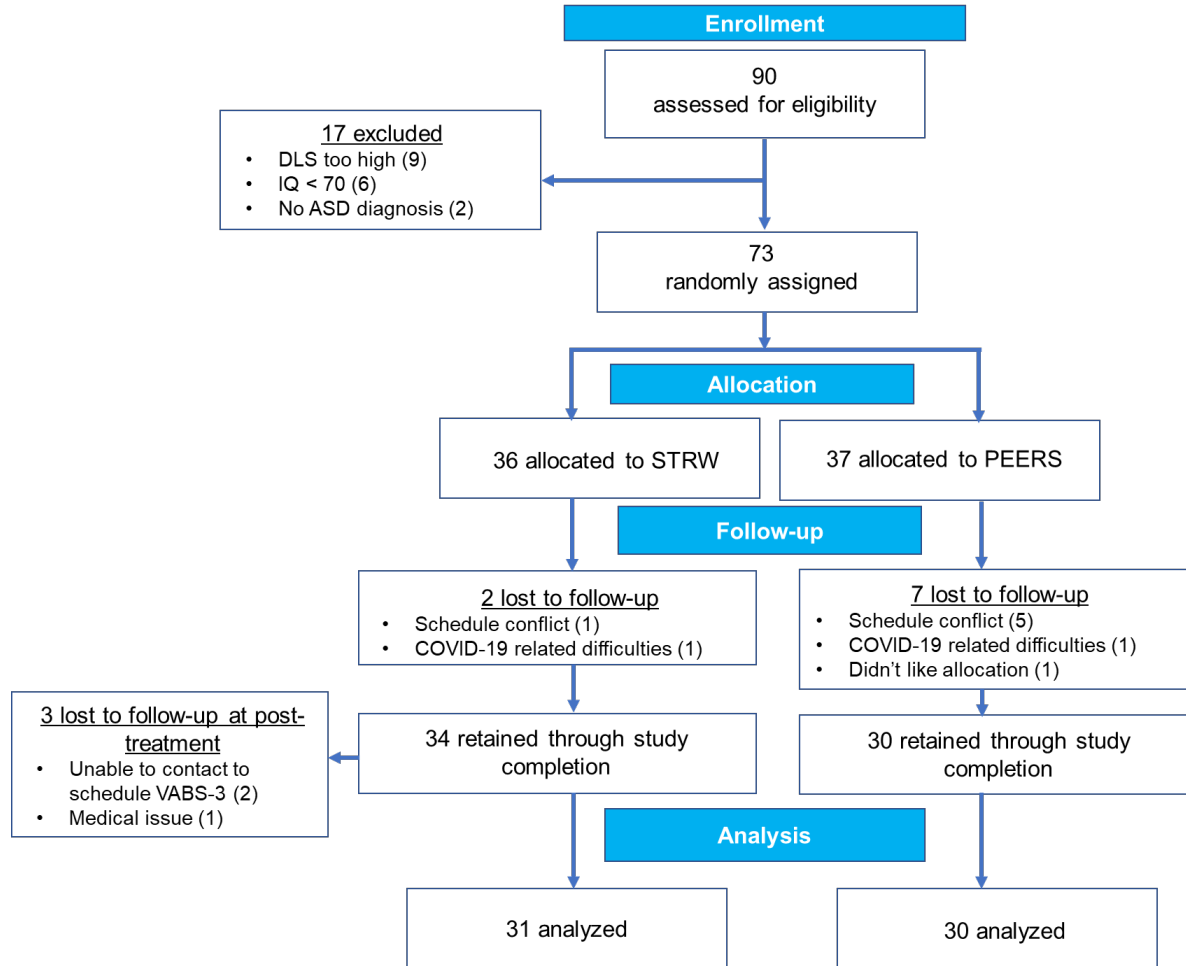 Enrollment
90
assessed for eligibility
17 excluded
• DLS too high (9)
• IQ < 70 (6)
• No ASD diagnosis (2)
73
randomly assigned
Allocation
36 allocated to STRW
37 allocated to PEERS
Follow-up
2 lost to follow-up
• Schedule conflict (1)
• COVID-19 related difficulties (1)
7 lost to follow-up
• Schedule conflict (5)
• COVID-19 related difficulties (1)
• Didn't like allocation (1)
3 lost to follow-up at post-
treatment
• Unable to contact to
schedule VABS-3 (2)
• Medical issue (1)
34 retained through study
completion
30 retained through study
completion
Analysis
31 analyzed
30 analyzed